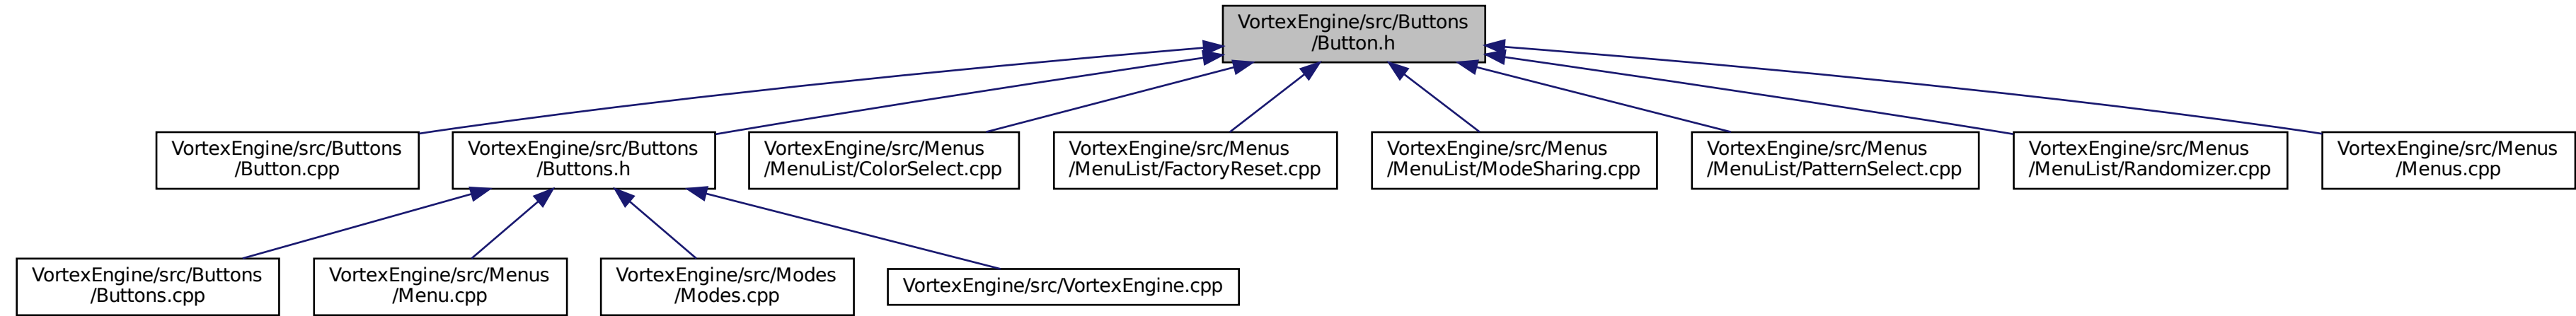 VortexEngine/src/Buttons
/Button.h
VortexEngine/src/Buttons
/Button.cpp
VortexEngine/src/Buttons
/Buttons.h
VortexEngine/src/Menus
/MenuList/ColorSelect.cpp
VortexEngine/src/Menus
/MenuList/FactoryReset.cpp
VortexEngine/src/Menus
/MenuList/ModeSharing.cpp
VortexEngine/src/Menus
/MenuList/PatternSelect.cpp
VortexEngine/src/Menus
/MenuList/Randomizer.cpp
VortexEngine/src/Menus
/Menus.cpp
VortexEngine/src/Buttons
/Buttons.cpp
VortexEngine/src/Menus
/Menu.cpp
VortexEngine/src/Modes
/Modes.cpp
VortexEngine/src/VortexEngine.cpp